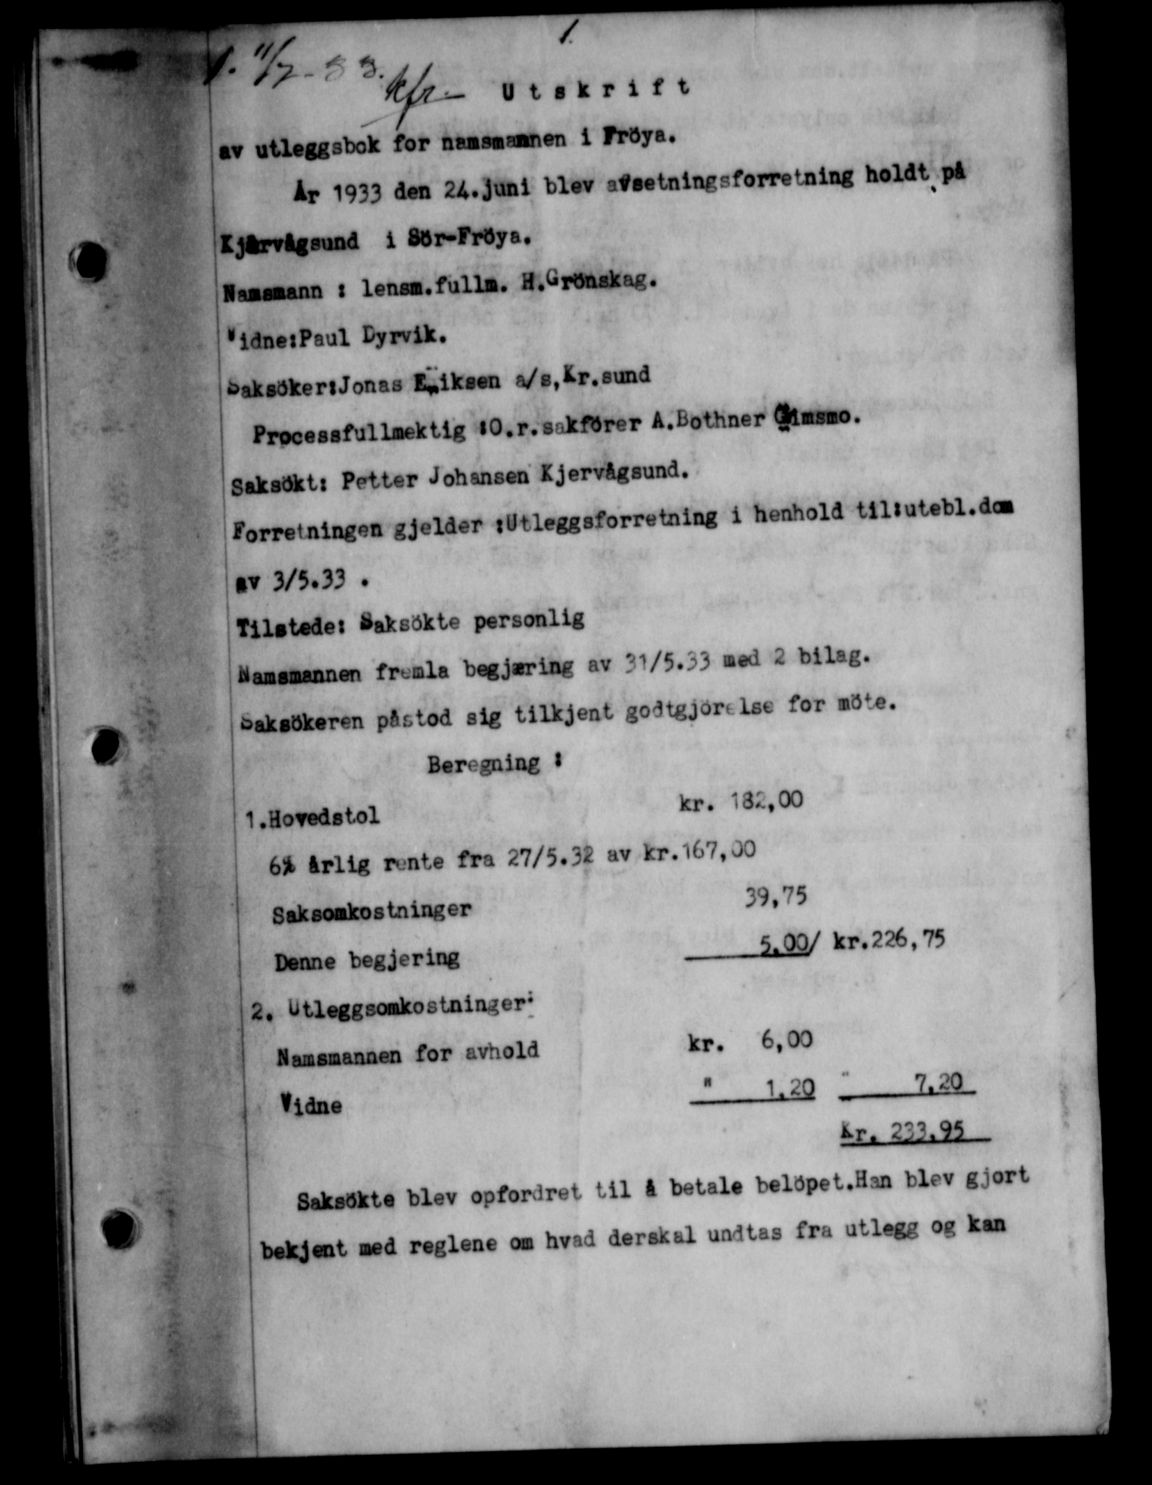 1.
1. 11/7-33. kfr.
Utskrift
av utleggsbok for namsmannen i Fröya.
År 1933 den 24.juni blev avsetningsforretning holdt på
Kjårvågsund i Sör-Fröya.
Namsmann : lensm.fullm. H.Grönskag.
Vidne:Paul Dyrvik.
Saksöker:Jonas Eriksen a/s,Kr.sund
Processfullmektig :O.r.sakförer A.Bothner Gimsmo.
Saksökt: Petter Johansen Kjervågsund.
Forretningen gjelder :Utleggsforretning i henhold til:utebl.dom
av 3/5.33 .
Tilstede: Saksökte personlig
Namsmannen fremla begjæring av 31/5.33 med 2 bilag.
Saksökeren påstod sig tilkjent godtgjörelse for möte.
Beregning :
1.Hovedstol kr. 182,00
6% årlig rente fra 27/5.32 av kr.167,00
Saksomkostninger 39,75
Denne begjering 5,00/ kr.226,75
2. Utleggsomkostninger:
Namsmannen for avhold kr. 6,00
Vidne " 1,20 " 7,20
Kr. 233,95
Saksökte blev opfordret til å betale belöpet.Han blev gjort
bekjent med reglene om hvad derskal undtas fra utlegg og kan